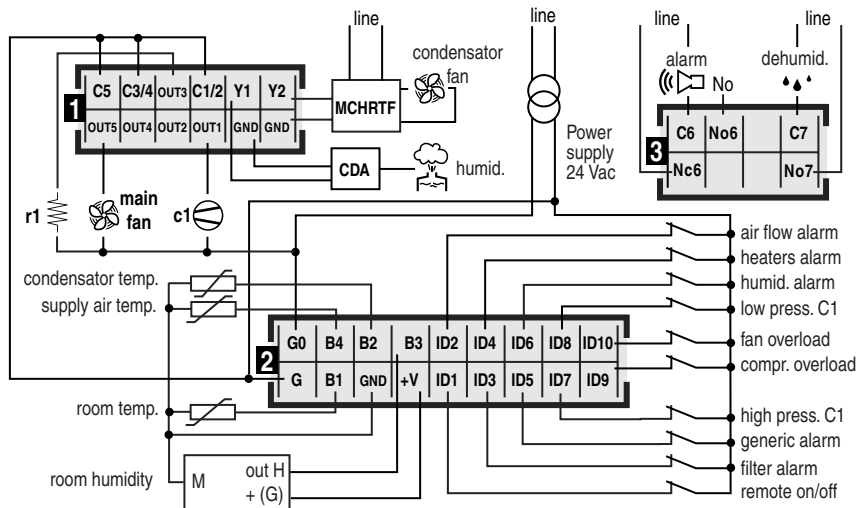 line
line
line
line
condensator
fan
alarm
dehumid.
No
C5 C3/4 OUT3 C1/2 Y1 Y2
1
OUT5 OUT4 OUT2 OUT1 GND GND
MCHRTF
CDA
humid.
Power
supply
24 Vac
C6 No6 C7
3
Nc6 No7
r1
main
fan
c1
condensator temp.
supply air temp.
air flow alarm
heaters alarm
humid. alarm
low press. C1
fan overload
compr. overload
G0 B4 B2 B3 ID2 ID4 ID6 ID8 ID10
2
G B1 GND +V ID1 ID3 ID5 ID7 ID9
room temp.
high press. C1
generic alarm
filter alarm
remote on/off
room humidity
M
out H
+ (G)